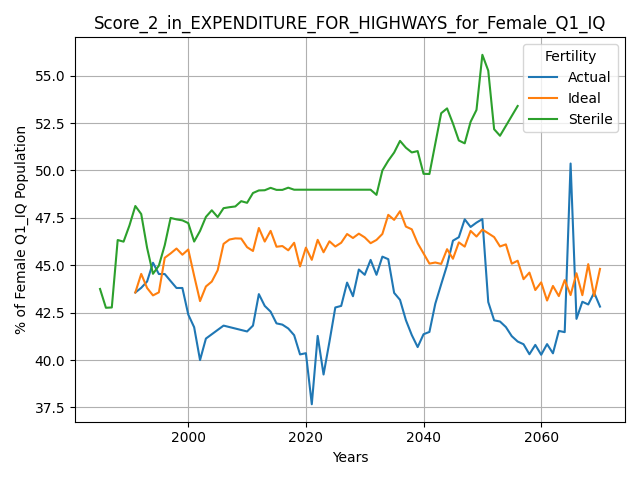 Score_2_in_EXPENDITURE_FOR_HIGHWAYS_for_Female_Q1_IQ
Fertility
Actual
Ideal
Sterile
% of Female Q1_IQ Population
55.0
52.5
50.0
47.5
45.0
42.5
40.0
37.5
2000
2020
2040
2060
Years